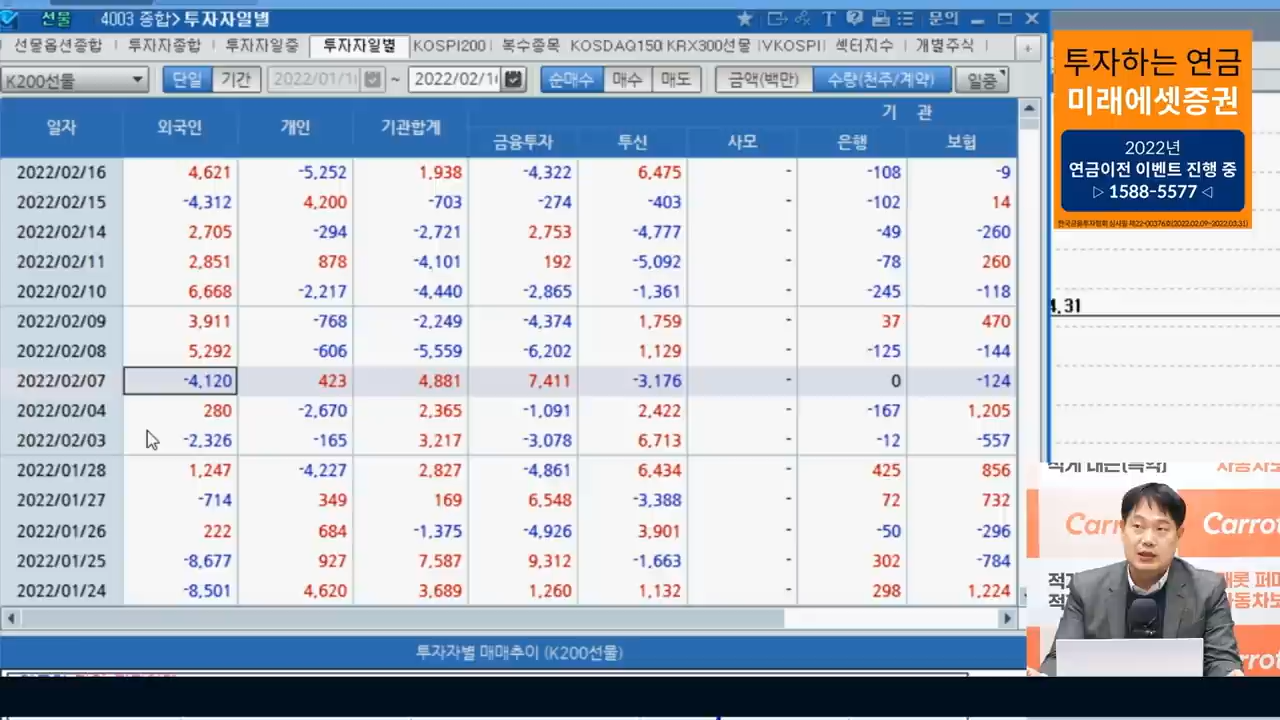 선물 4003 종합>투자자일별 문의
선물옵션종합 투자자종합 투자자일중 투자자일별 KOSPI200 복수종목 KOSDAQ150 KRX300선물 VKOSPI 섹터지수 개별주식 +
K200선물 단일 기간 2022/01/1 ~ 2022/02/1 순매수 매수 매도 금액(백만) 수량(천주/계약) 일중
일자 외국인 개인 기관합계 기 관
금융투자 투신 사모 은행 보험
2022/02/16 4,621 -5,252 1,938 -4,322 6,475 - -108 -9
2022/02/15 -4,312 4,200 -703 -274 -403 - -102 14
2022/02/14 2,705 -294 -2,721 2,753 -4,777 - -49 -260
2022/02/11 2,851 878 -4,101 192 -5,092 - -78 260
2022/02/10 6,668 -2,217 -4,440 -2,865 -1,361 - -245 -118
2022/02/09 3,911 -768 -2,249 -4,374 1,759 - 37 470
2022/02/08 5,292 -606 -5,559 -6,202 1,129 - -125 -144
2022/02/07 -4,120 423 4,881 7,411 -3,176 - 0 -124
2022/02/04 280 -2,670 2,365 -1,091 2,422 - -167 1,205
2022/02/03 -2,326 -165 3,217 -3,078 6,713 - -12 -557
2022/01/28 1,247 -4,227 2,827 -4,861 6,434 - 425 856
2022/01/27 -714 349 169 6,548 -3,388 - 72 732
2022/01/26 222 684 -1,375 -4,926 3,901 - -50 -296
2022/01/25 -8,677 927 7,587 9,312 -1,663 - 302 -784
2022/01/24 -8,501 4,620 3,689 1,260 1,132 - 298 1,224
투자자별 매매추이 (K200선물)
투자하는 연금
미래에셋증권
2022년
연금이전 이벤트 진행 중
▷ 1588-5577 ◁
4.31
Carr Carrot
적 롯 퍼마
적 동차보
Carrot